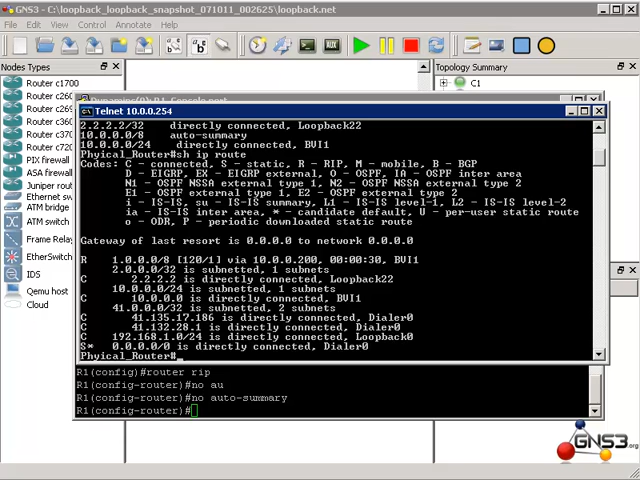 GNS3 - C:\loopback_loopback_snapshot_071011_002625\loopback.net
File Edit View Control Annotate Help
Nodes Types
Router c1700
Router c260
Router c269
Router c360
Router c370
Router c720
PIX firewall
ASA firewall
Juniper route
ETM bridge
ATM switch
Frame Relay
EtherSwitch
IDS
Qemu host
Cloud
Topology Summary
C1
Telnet 10.0.0.254
2.2.2.2/32 directly connected, Loopback22
10.0.0.0/8 auto-summary
10.0.0.0/24 directly connected, BVI1
Phyical_Router#sh ip route
Codes: C - connected, S - static, R - RIP, M - mobile, B - BGP
D - EIGRP, EX - EIGRP external, O - OSPF, IA - OSPF inter area
N1 - OSPF NSSA external type 1, N2 - OSPF NSSA external type 2
E1 - OSPF external type 1, E2 - OSPF external type 2
i - IS-IS, su - IS-IS summary, L1 - IS-IS level-1, L2 - IS-IS level-2
ia - IS-IS inter area, * - candidate default, U - per-user static route
o - ODR, P - periodic downloaded static route
Gateway of last resort is 0.0.0.0 to network 0.0.0.0
R 1.0.0.0/8 [120/1] via 10.0.0.200, 00:00:30, BVI1
2.0.0.0/32 is subnetted, 1 subnets
C 2.2.2.2 is directly connected, Loopback22
10.0.0.0/24 is subnetted, 1 subnets
C 10.0.0.0 is directly connected, BVI1
41.0.0.0/32 is subnetted, 2 subnets
C 41.135.17.186 is directly connected, Dialer0
C 41.132.28.1 is directly connected, Dialer0
C 192.168.1.0/24 is directly connected, Loopback0
S* 0.0.0.0/0 is directly connected, Dialer0
Phyical_Router#_
R1(config)#router rip
R1(config-router)#no au
R1(config-router)#no auto-summary
R1(config-router)#
GNS3.org